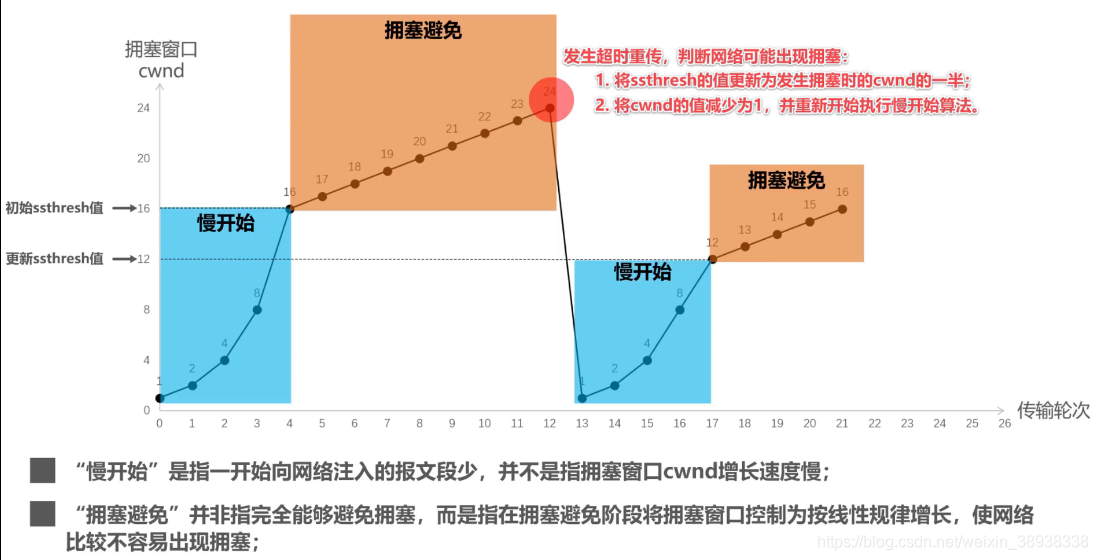 拥塞窗口
cwnd
拥塞避免
发生超时重传，判断网络可能出现拥塞：
1. 将ssthresh的值更新为发生拥塞时的cwnd的一半；
2. 将cwnd的值减少为1，并重新开始执行慢开始算法。
24
24
23
22
21
20
20
19
18
17
16
拥塞避免
初始ssthresh值
16
慢开始
16
15
14
13
12
更新ssthresh值
12
慢开始
8
8
8
4
4
4
2
2
1
1
0
0 1 2 3 4 5 6 7 8 9 10 11 12 13 14 15 16 17 18 19 20 21 22 23 24 25 26
传输轮次
“慢开始”是指一开始向网络注入的报文段少，并不是指拥塞窗口cwnd增长速度慢；
“拥塞避免”并非指完全能够避免拥塞，而是指在拥塞避免阶段将拥塞窗口控制为按线性规律增长，使网络
比较不容易出现拥塞；
https://blog.csdn.net/weixin_38938338